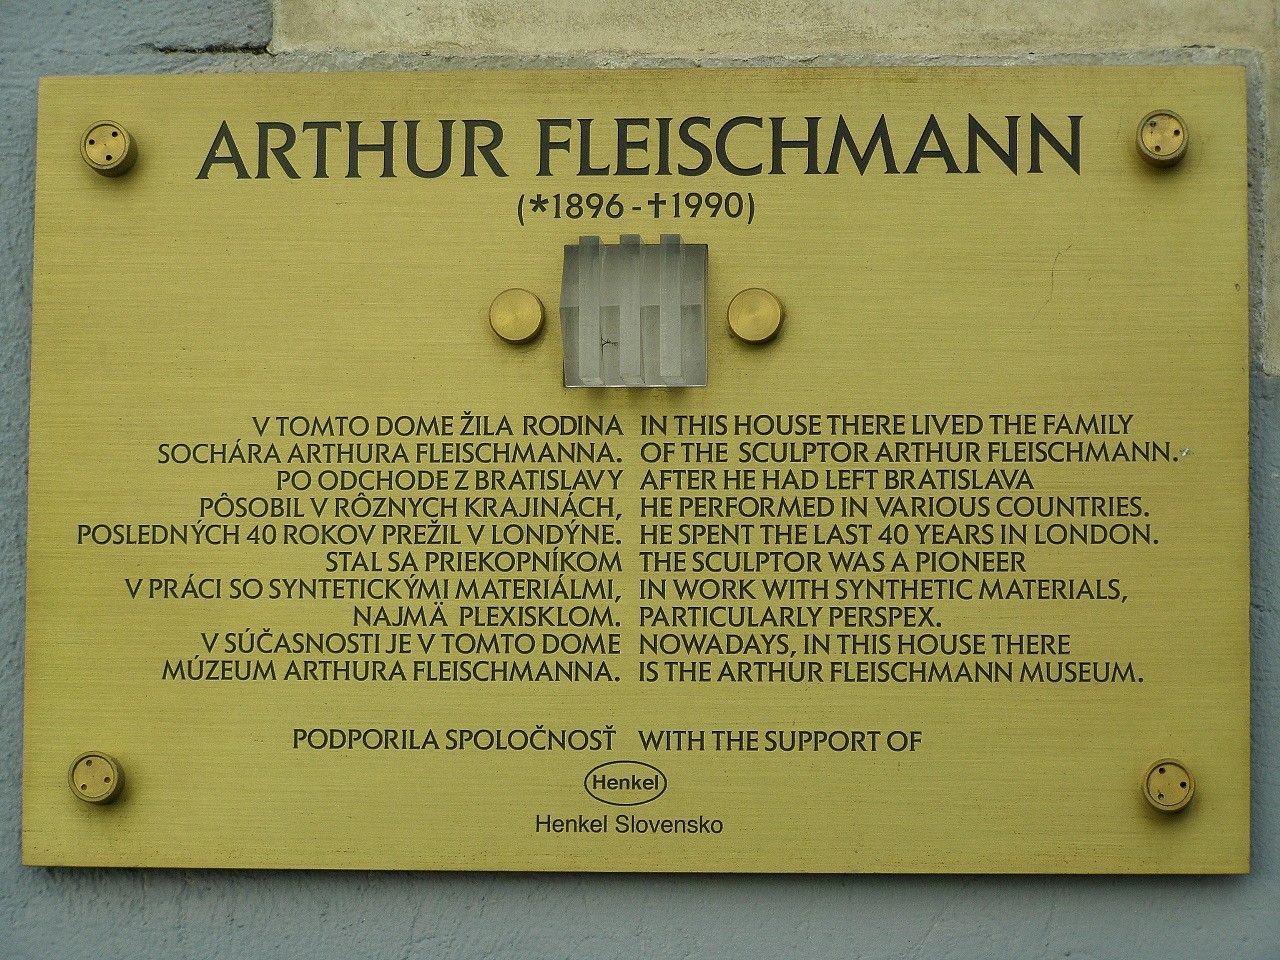 ARTHUR FLEISCHMANN
(*1896 - †1990)
V TOMTO DOME ŽILA RODINA
SOCHÁRA ARTHURA FLEISCHMANNA.
PO ODCHODE Z BRATISLAVY
PÔSOBIL V RÔZNYCH KRAJINÁCH,
POSLEDNÝCH 40 ROKOV PREŽIL V LONDÝNE.
STAL SA PRIEKOPNÍKOM
V PRÁCI SO SYNTETICKÝMI MATERIÁLMI,
NAJMÄ PLEXISKLOM.
V SÚČASNOSTI JE V TOMTO DOME
MÚZEUM ARTHURA FLEISCHMANNA.
IN THIS HOUSE THERE LIVED THE FAMILY
OF THE SCULPTOR ARTHUR FLEISCHMANN.
AFTER HE HAD LEFT BRATISLAVA
HE PERFORMED IN VARIOUS COUNTRIES.
HE SPENT THE LAST 40 YEARS IN LONDON.
THE SCULPTOR WAS A PIONEER
IN WORK WITH SYNTHETIC MATERIALS,
PARTICULARLY PERSPEX.
NOWADAYS, IN THIS HOUSE THERE
IS THE ARTHUR FLEISCHMANN MUSEUM.
PODPORILA SPOLOČNOSŤ
WITH THE SUPPORT OF
Henkel
Henkel Slovensko